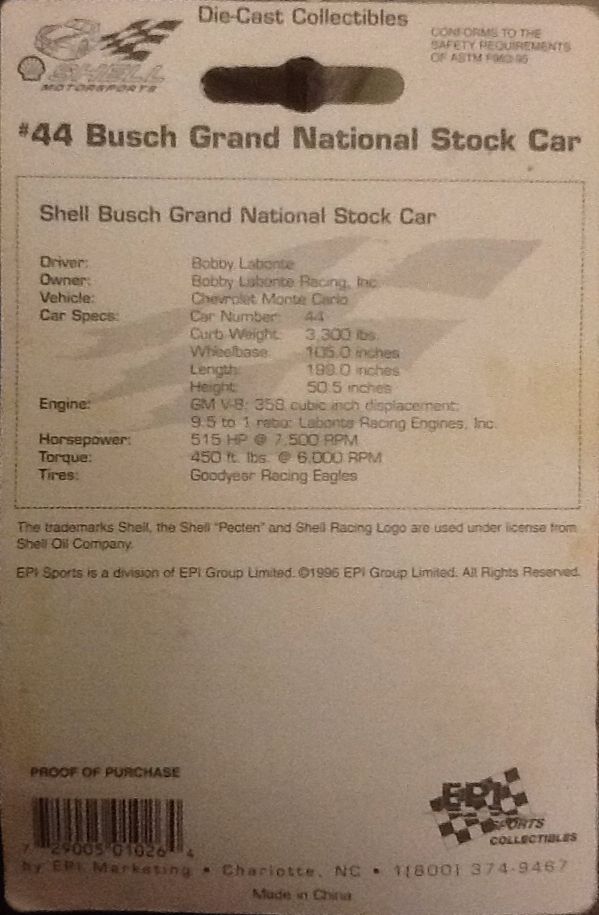 Die-Cast Collectibles
CONFORMS TO THE
SAFETY REQUIREMENTS
OF ASTM F963-95
SHELL
MOTORSPORTS
#44 Busch Grand National Stock Car
Shell Busch Grand National Stock Car
Driver: Bobby Labonte
Owner: Bobby Labonte Racing, Inc.
Vehicle: Chevrolet Monte Carlo
Car Specs: Car Number: 44
Curb Weight: 3,300 lbs.
Wheelbase: 105.0 inches
Length: 199.0 inches
Height: 50.5 inches
Engine: GM V-8; 358 cubic inch displacement;
9.5 to 1 ratio; Labonte Racing Engines, Inc.
Horsepower: 515 HP @ 7,500 RPM
Torque: 450 ft. lbs. @ 6,000 RPM
Tires: Goodyear Racing Eagles
The trademarks Shell, the Shell "Pecten" and Shell Racing Logo are used under license from
Shell Oil Company.
EPI Sports is a division of EPI Group Limited. ©1996 EPI Group Limited. All Rights Reserved.
PROOF OF PURCHASE
7 29005 01026 4
EPI
SPORTS
COLLECTIBLES
by EPI Marketing • Charlotte, NC • 1(800) 374-9467
Made in China